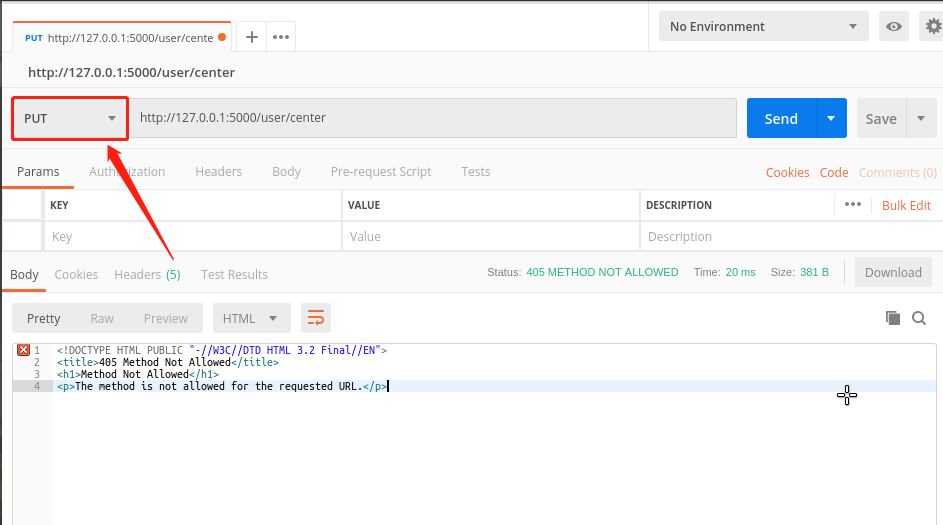 PUT http://127.0.0.1:5000/user/cente
No Environment
http://127.0.0.1:5000/user/center
PUT http://127.0.0.1:5000/user/center Send Save
Params Authorization Headers Body Pre-request Script Tests Cookies Code Comments (0)
KEY VALUE DESCRIPTION ••• Bulk Edit
Key Value Description
Body Cookies Headers (5) Test Results Status: 405 METHOD NOT ALLOWED Time: 20 ms Size: 381 B Download
Pretty Raw Preview HTML
1 <!DOCTYPE HTML PUBLIC "-//W3C//DTD HTML 3.2 Final//EN">
2 <title>405 Method Not Allowed</title>
3 <h1>Method Not Allowed</h1>
4 <p>The method is not allowed for the requested URL.</p>